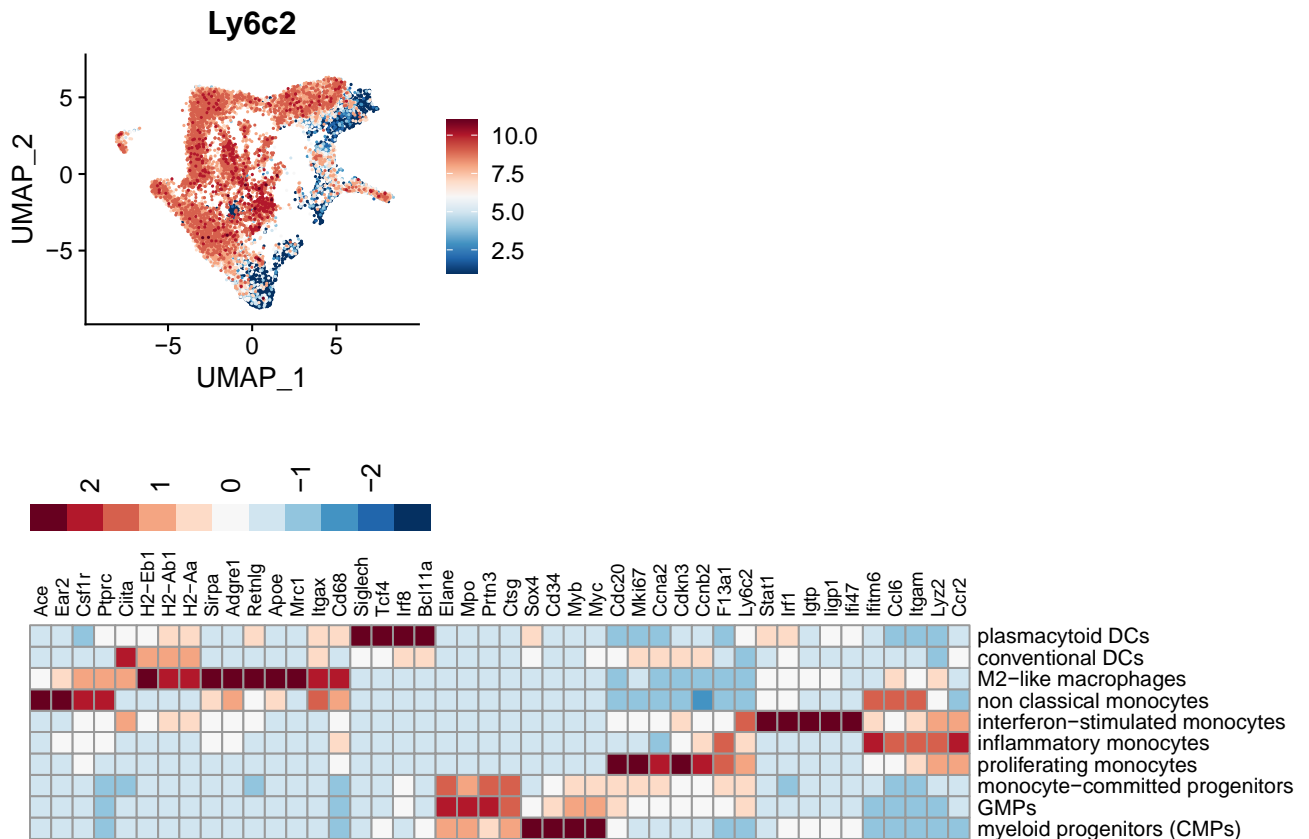 Ly6c2
UMAP_2
5
0
−5
−5
0
5
UMAP_1
10.0
7.5
5.0
2.5
2
1
0
−1
−2
Ace
Ear2
Csf1r
Ptprc
Ciita
H2−Eb1
H2−Ab1
H2−Aa
Sirpa
Adgre1
Retnlg
Apoe
Mrc1
Itgax
Cd68
Siglech
Tcf4
Irf8
Bcl11a
Elane
Mpo
Prtn3
Ctsg
Sox4
Cd34
Myb
Myc
Cdc20
Mki67
Ccna2
Cdkn3
Ccnb2
F13a1
Ly6c2
Stat1
Irf1
Igtp
Iigp1
Ifi47
Ifitm6
Ccl6
Itgam
Lyz2
Ccr2
plasmacytoid DCs
conventional DCs
M2−like macrophages
non classical monocytes
interferon−stimulated monocytes
inflammatory monocytes
proliferating monocytes
monocyte−committed progenitors
GMPs
myeloid progenitors (CMPs)